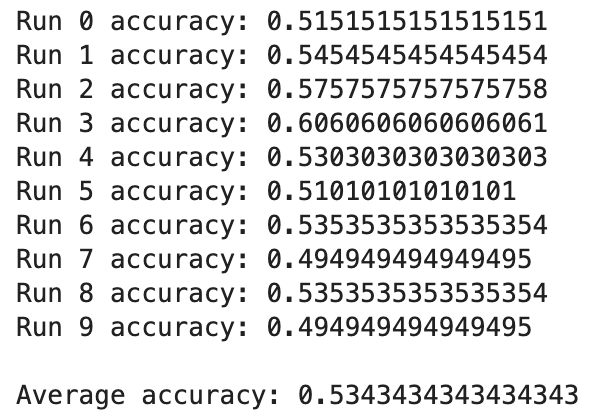 Run 0 accuracy: 0.5151515151515151
Run 1 accuracy: 0.5454545454545454
Run 2 accuracy: 0.5757575757575758
Run 3 accuracy: 0.6060606060606061
Run 4 accuracy: 0.5303030303030303
Run 5 accuracy: 0.51010101010101
Run 6 accuracy: 0.5353535353535354
Run 7 accuracy: 0.494949494949495
Run 8 accuracy: 0.5353535353535354
Run 9 accuracy: 0.494949494949495
Average accuracy: 0.5343434343434343